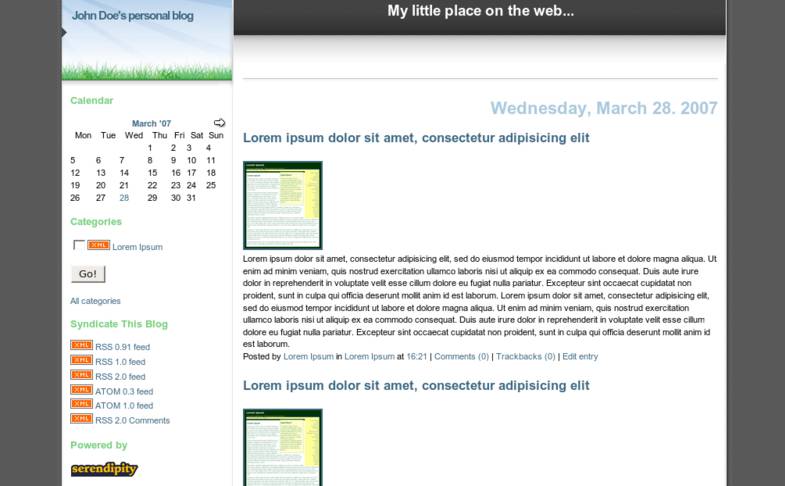 John Doe's personal blog
My little place on the web...
Calendar
March '07
Mon Tue Wed Thu Fri Sat Sun
1 2 3 4
5 6 7 8 9 10 11
12 13 14 15 16 17 18
19 20 21 22 23 24 25
26 27 28 29 30 31
Categories
XML Lorem Ipsum
Go!
All categories
Syndicate This Blog
XML RSS 0.91 feed
XML RSS 1.0 feed
XML RSS 2.0 feed
XML ATOM 0.3 feed
XML ATOM 1.0 feed
XML RSS 2.0 Comments
Powered by
serendipity
Wednesday, March 28. 2007
Lorem ipsum dolor sit amet, consectetur adipisicing elit
Lorem ipsum dolor sit amet, consectetur adipisicing elit, sed do eiusmod tempor incididunt ut labore et dolore magna aliqua. Ut
enim ad minim veniam, quis nostrud exercitation ullamco laboris nisi ut aliquip ex ea commodo consequat. Duis aute irure
dolor in reprehenderit in voluptate velit esse cillum dolore eu fugiat nulla pariatur. Excepteur sint occaecat cupidatat non
proident, sunt in culpa qui officia deserunt mollit anim id est laborum. Lorem ipsum dolor sit amet, consectetur adipisicing elit,
sed do eiusmod tempor incididunt ut labore et dolore magna aliqua. Ut enim ad minim veniam, quis nostrud exercitation
ullamco laboris nisi ut aliquip ex ea commodo consequat. Duis aute irure dolor in reprehenderit in voluptate velit esse cillum
dolore eu fugiat nulla pariatur. Excepteur sint occaecat cupidatat non proident, sunt in culpa qui officia deserunt mollit anim id
est laborum.
Posted by Lorem Ipsum in Lorem Ipsum at 16:21 | Comments (0) | Trackbacks (0) | Edit entry
Lorem ipsum dolor sit amet, consectetur adipisicing elit